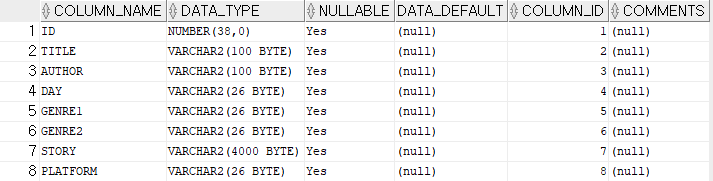 COLUMN_NAME DATA_TYPE NULLABLE DATA_DEFAULT COLUMN_ID COMMENTS
1 ID NUMBER(38,0) Yes (null) 1 (null)
2 TITLE VARCHAR2(100 BYTE) Yes (null) 2 (null)
3 AUTHOR VARCHAR2(100 BYTE) Yes (null) 3 (null)
4 DAY VARCHAR2(26 BYTE) Yes (null) 4 (null)
5 GENRE1 VARCHAR2(26 BYTE) Yes (null) 5 (null)
6 GENRE2 VARCHAR2(26 BYTE) Yes (null) 6 (null)
7 STORY VARCHAR2(4000 BYTE) Yes (null) 7 (null)
8 PLATFORM VARCHAR2(26 BYTE) Yes (null) 8 (null)